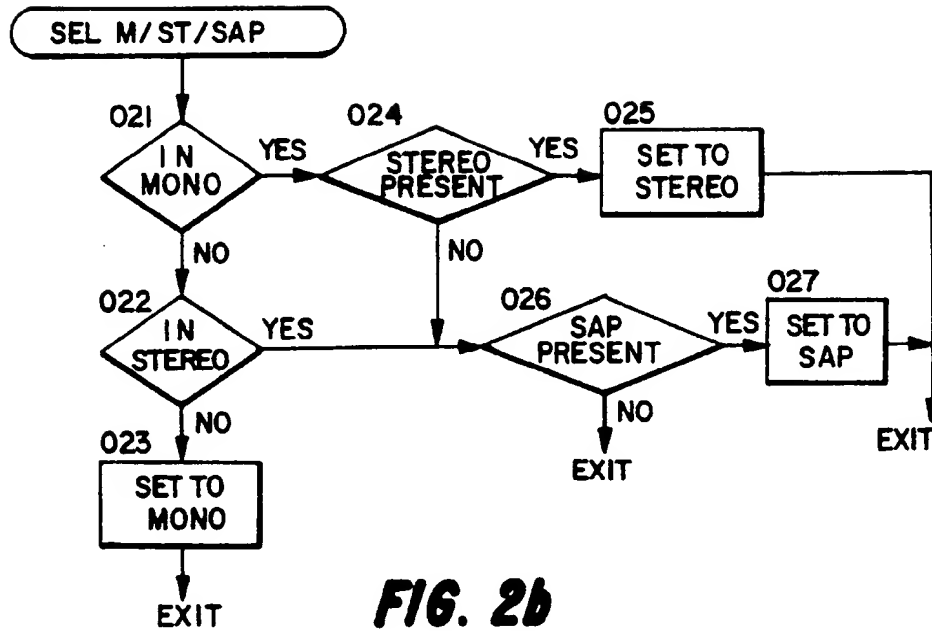 SEL M/ST/SAP
021
IN
MONO
YES
024
STEREO
PRESENT
YES
025
SET TO
STEREO
NO
NO
022
IN
STEREO
YES
026
SAP
PRESENT
YES
027
SET TO
SAP
NO
NO
EXIT
EXIT
023
SET TO
MONO
EXIT
FIG. 2b